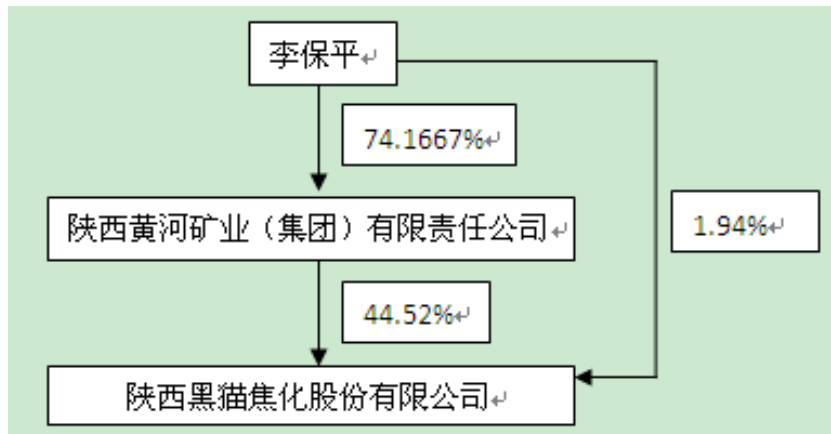 李保平
74.1667%
陕西黄河矿业（集团）有限责任公司
1.94%
44.52%
陕西黑猫焦化股份有限公司